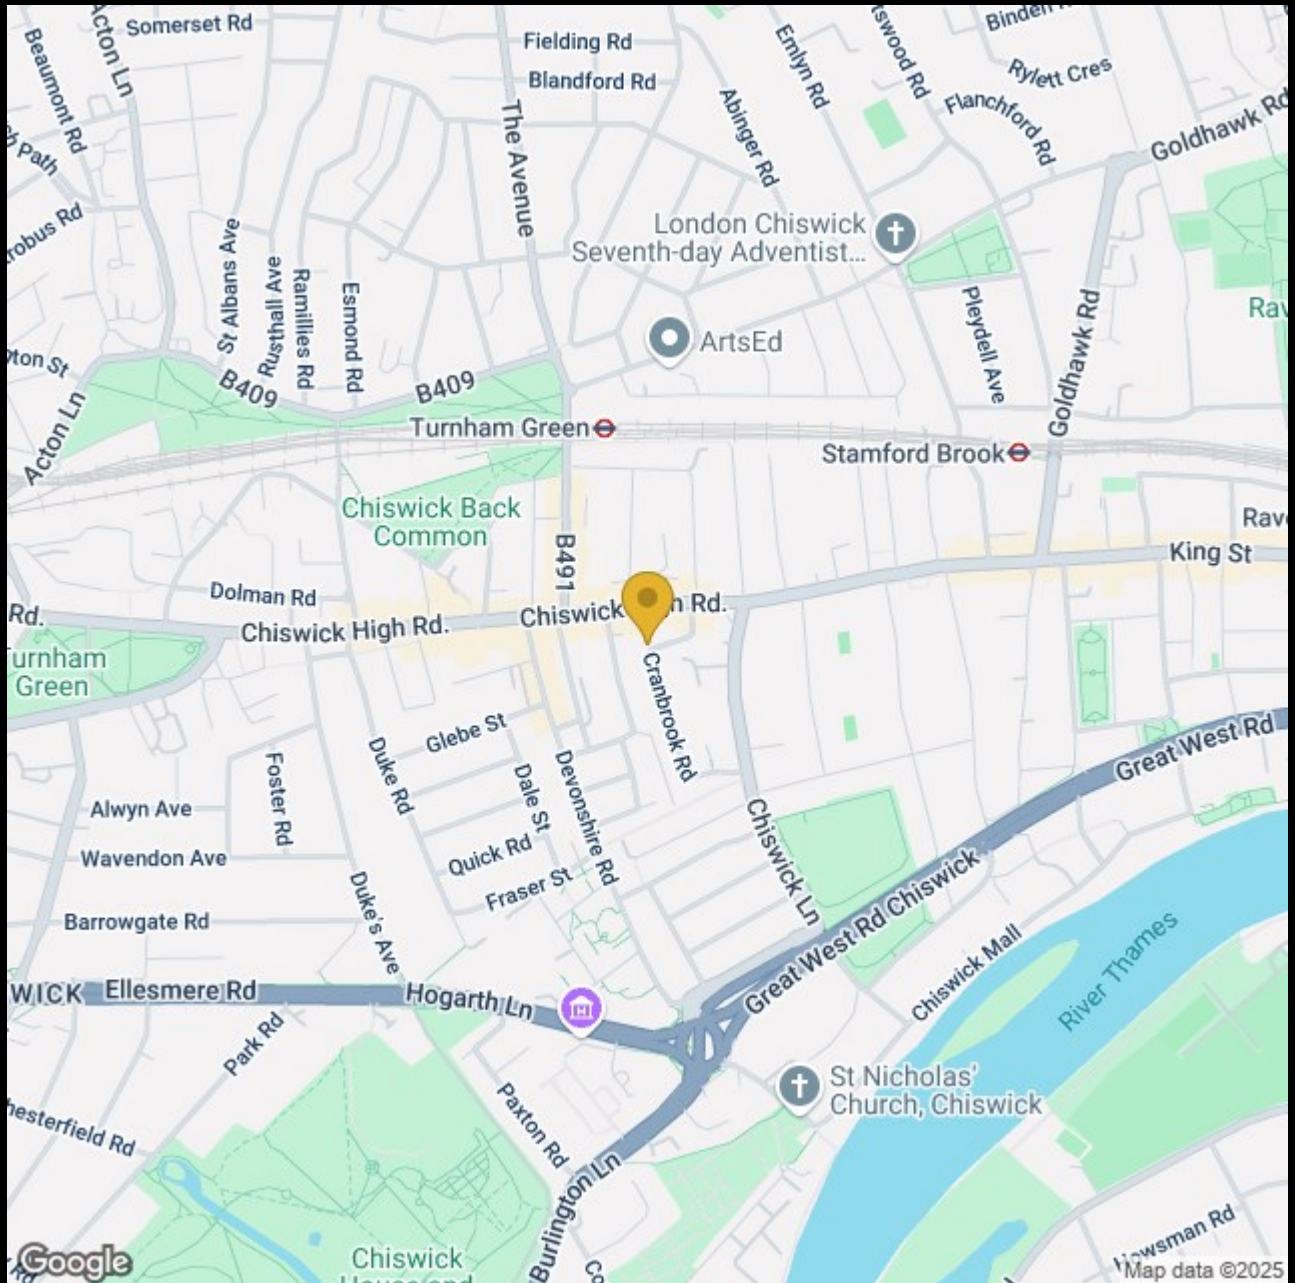 Somerset Rd
Acton Ln
Beaumont Rd
Fielding Rd
Blandford Rd
The Avenue
Emlyn Rd
Abinger Rd
Rylett Cres
Flanchford Rd
Goldhawk Rd
Path
London Chiswick
Seventh-day Adventist...
St Albans Ave
Rusthall Ave
Ramillies Rd
Esmond Rd
Pleydell Ave
Goldhawk Rd
ArtsEd
B409
B409
Acton Ln
Turnham Green
Stamford Brook
Chiswick Back
Common
B491
King St
Dolman Rd
Rd.
Chiswick High Rd.
Chiswick
Rd.
Green
Cranbrook Rd
Glebe St
Duke Rd
Dale St
Devonshire Rd
Foster Rd
Great West Rd
Alwyn Ave
Wavendon Ave
Quick Rd
Fraser St
Chiswick Ln
Barrowgate Rd
Duke's Ave
Great West Rd Chiswick
Chiswick Mall
River Thames
WICK
Ellesmere Rd
Hogarth Ln
Park Rd
St Nicholas'
Church, Chiswick
hesterfield Rd
Paxton Rd
Burlington Ln
Chiswick
Google
Map data ©2025